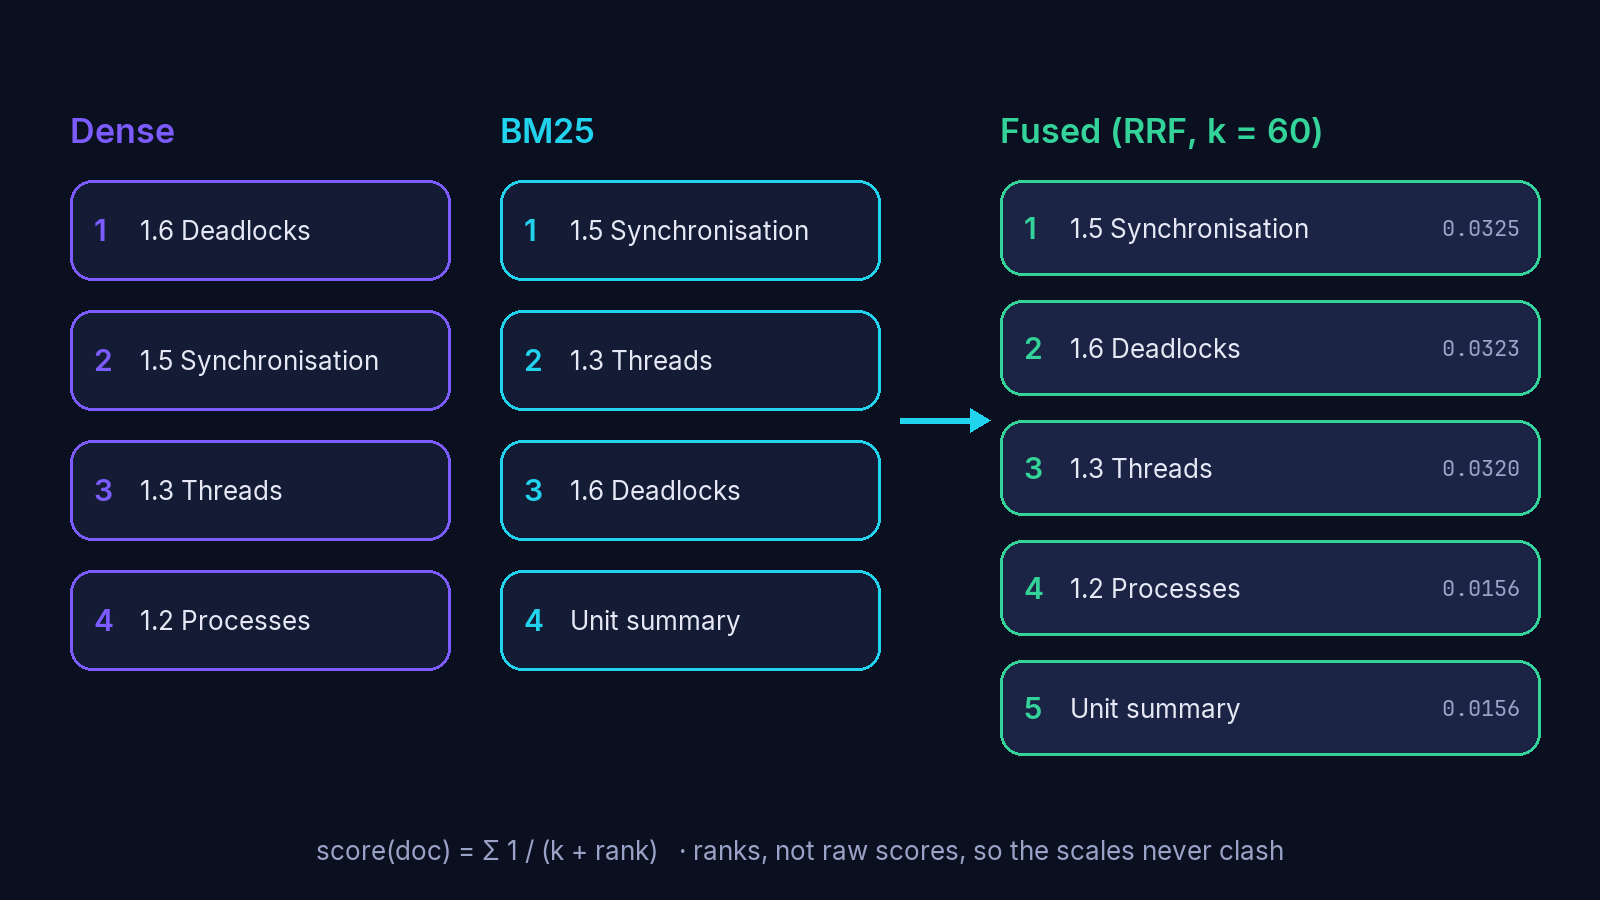 Dense
1 1.6 Deadlocks
2 1.5 Synchronisation
3 1.3 Threads
4 1.2 Processes
BM25
1 1.5 Synchronisation
2 1.3 Threads
3 1.6 Deadlocks
4 Unit summary
Fused (RRF, k = 60)
1 1.5 Synchronisation 0.0325
2 1.6 Deadlocks 0.0323
3 1.3 Threads 0.0320
4 1.2 Processes 0.0156
5 Unit summary 0.0156
score(doc) = Σ 1 / (k + rank) · ranks, not raw scores, so the scales never clash